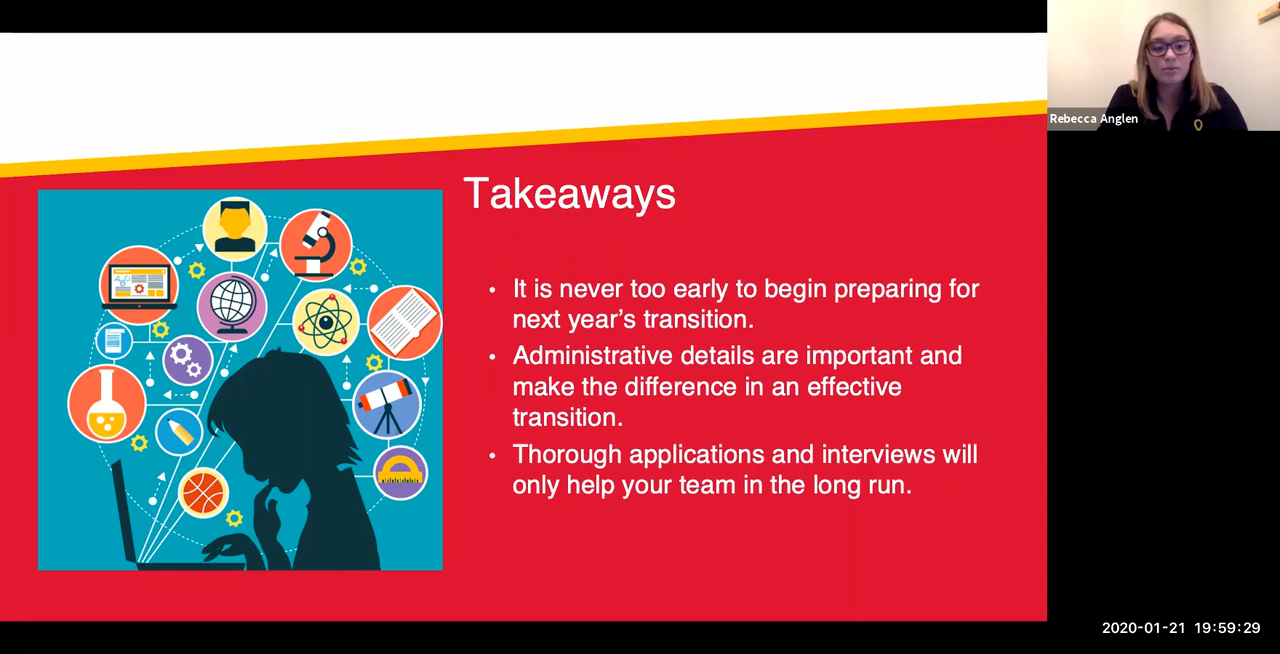 Rebecca Anglen
Takeaways
• It is never too early to begin preparing for
next year’s transition.
• Administrative details are important and
make the difference in an effective
transition.
• Thorough applications and interviews will
only help your team in the long run.
2020-01-21 19:59:29